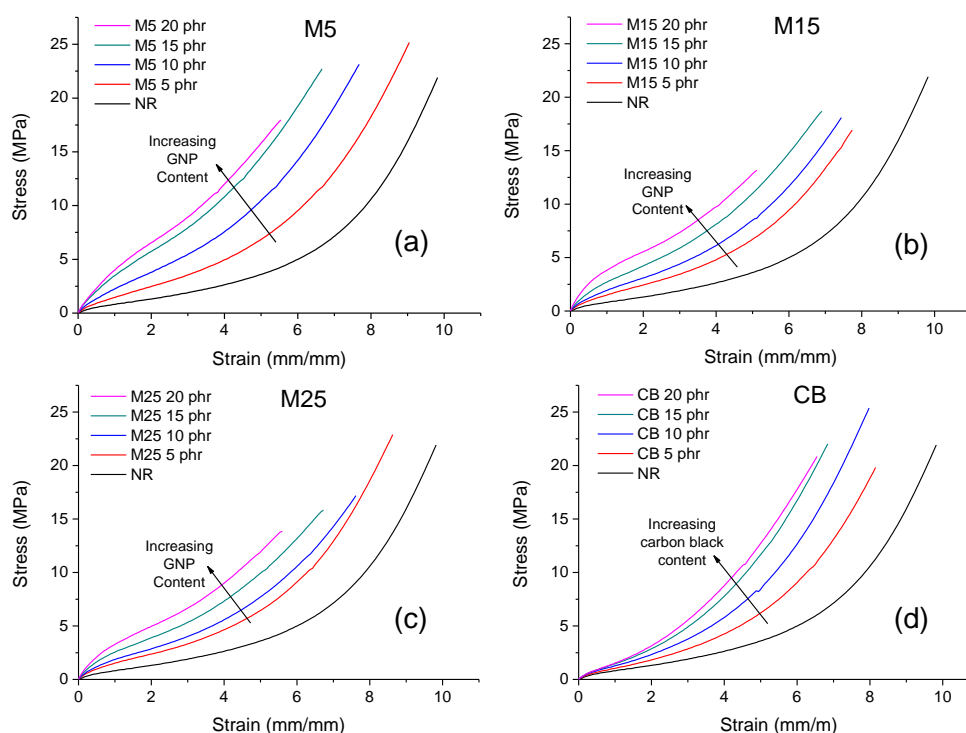 M5
M5 20 phr
M5 15 phr
M5 10 phr
M5 5 phr
NR
Increasing
GNP
Content
(a)
25
20
15
10
5
0
0 2 4 6 8 10
Stress (MPa)
Strain (mm/mm)
M15
M15 20 phr
M15 15 phr
M15 10 phr
M15 5 phr
NR
Increasing
GNP
Content
(b)
25
20
15
10
5
0
0 2 4 6 8 10
Stress (MPa)
Strain (mm/mm)
M25
M25 20 phr
M25 15 phr
M25 10 phr
M25 5 phr
NR
Increasing
GNP
Content
(c)
25
20
15
10
5
0
0 2 4 6 8 10
Stress (MPa)
Strain (mm/mm)
CB
CB 20 phr
CB 15 phr
CB 10 phr
CB 5 phr
NR
Increasing
carbon black
content
(d)
25
20
15
10
5
0
0 2 4 6 8 10
Stress (MPa)
Strain (mm/m)